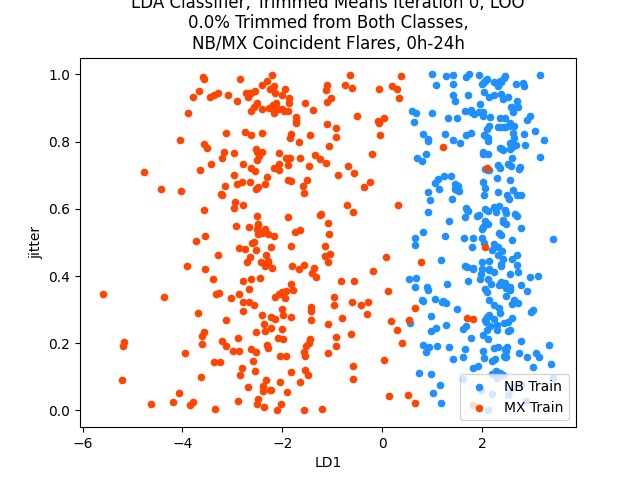 LDA Classifier, Trimmed Means Iteration 0, LOO
0.0% Trimmed from Both Classes,
NB/MX Coincident Flares, 0h-24h
1.0
0.8
0.6
0.4
0.2
0.0
jitter
−6
−4
−2
0
2
LD1
NB Train
MX Train